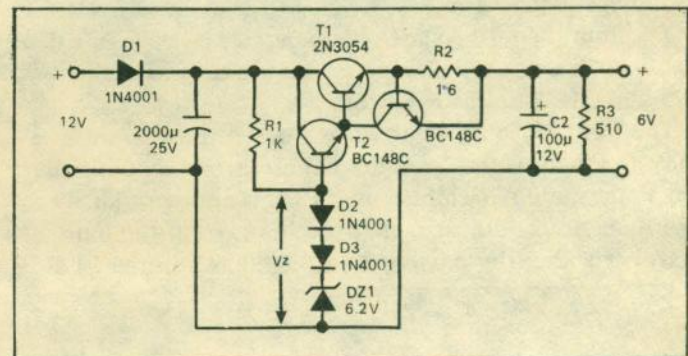 T1
2N3054
D1
R2
+
+
1N4001
1·6
R1
1K
12V
2000µ
25V
T2
BC148C
BC148C
+
C2
100µ
12V
R3
510
6V
D2
1N4001
Vz
D3
1N4001
DZ1
6.2V